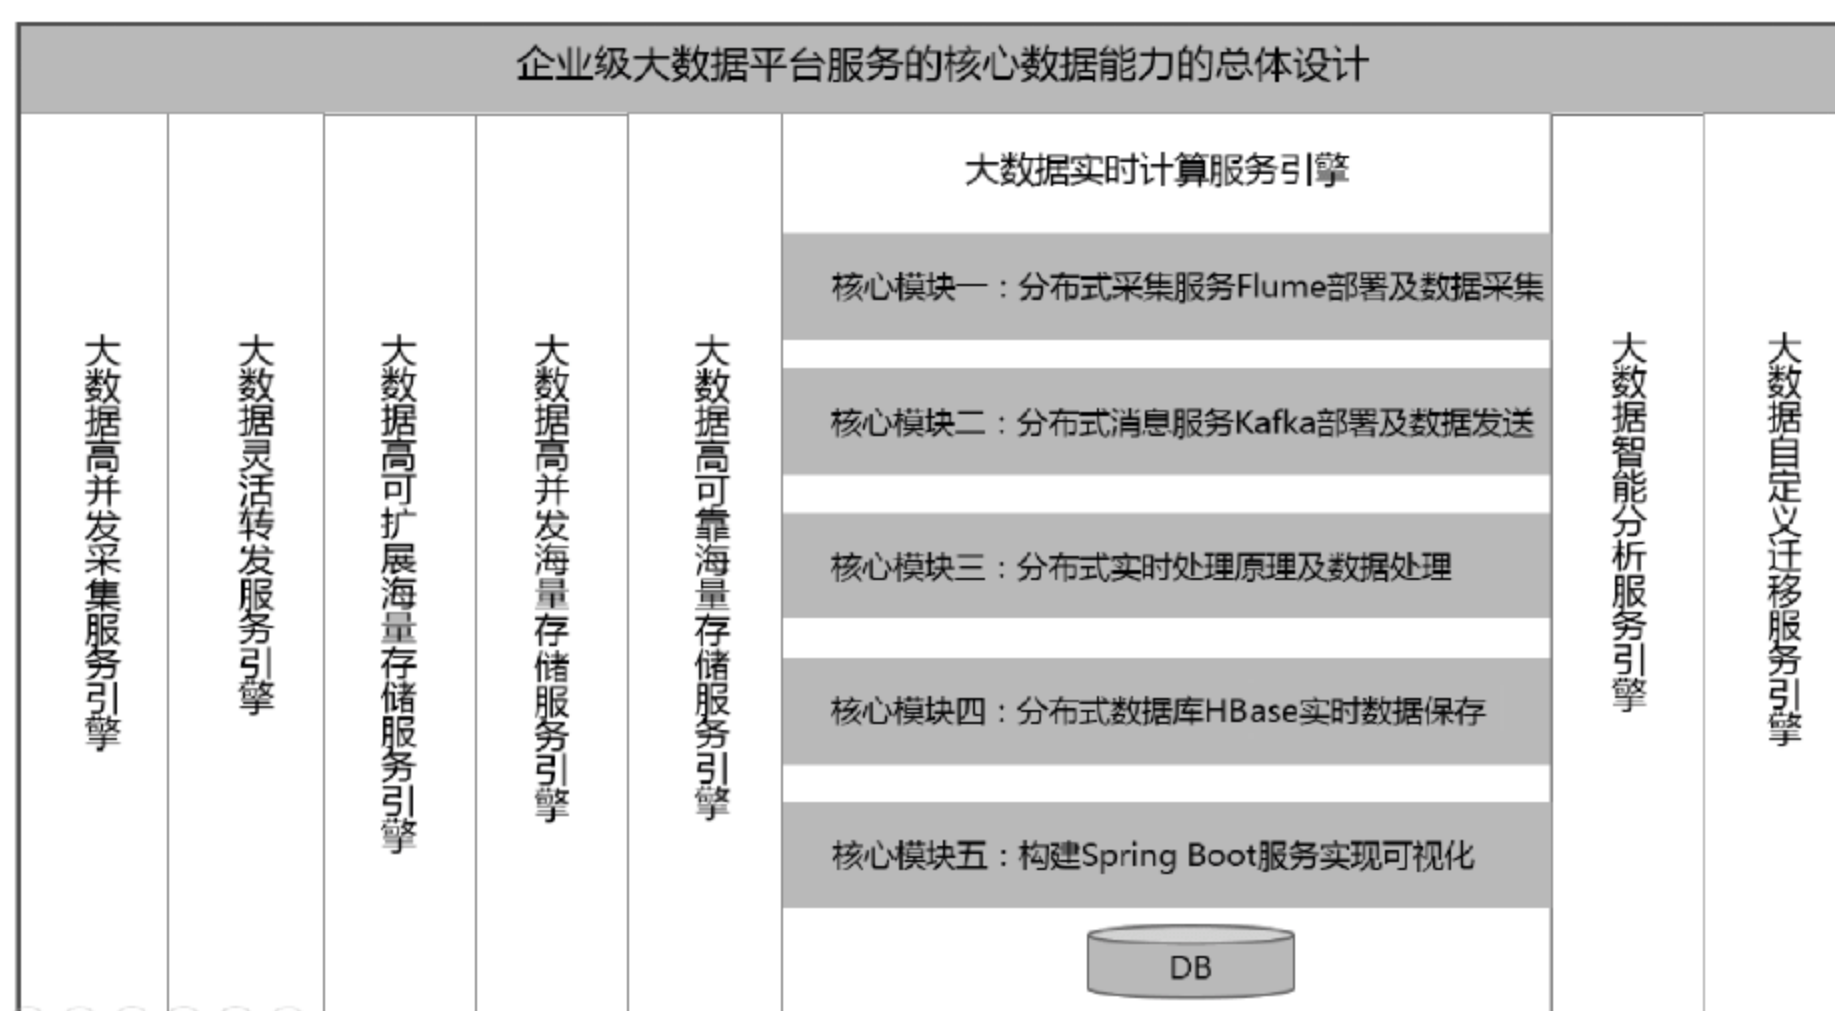 企业级大数据平台服务的核心数据能力的总体设计
大数据高并发采集服务引擎
大数据灵活转发服务引擎
大数据高可扩展海量存储服务引擎
大数据高并发海量存储服务引擎
大数据高可靠海量存储服务引擎
大数据实时计算服务引擎
核心模块一：分布式采集服务Flume部署及数据采集
核心模块二：分布式消息服务Kafka部署及数据发送
核心模块三：分布式实时处理原理及数据处理
核心模块四：分布式数据库HBase实时数据保存
核心模块五：构建Spring Boot服务实现可视化
DB
大数据智能分析服务引擎
大数据自定义迁移服务引擎